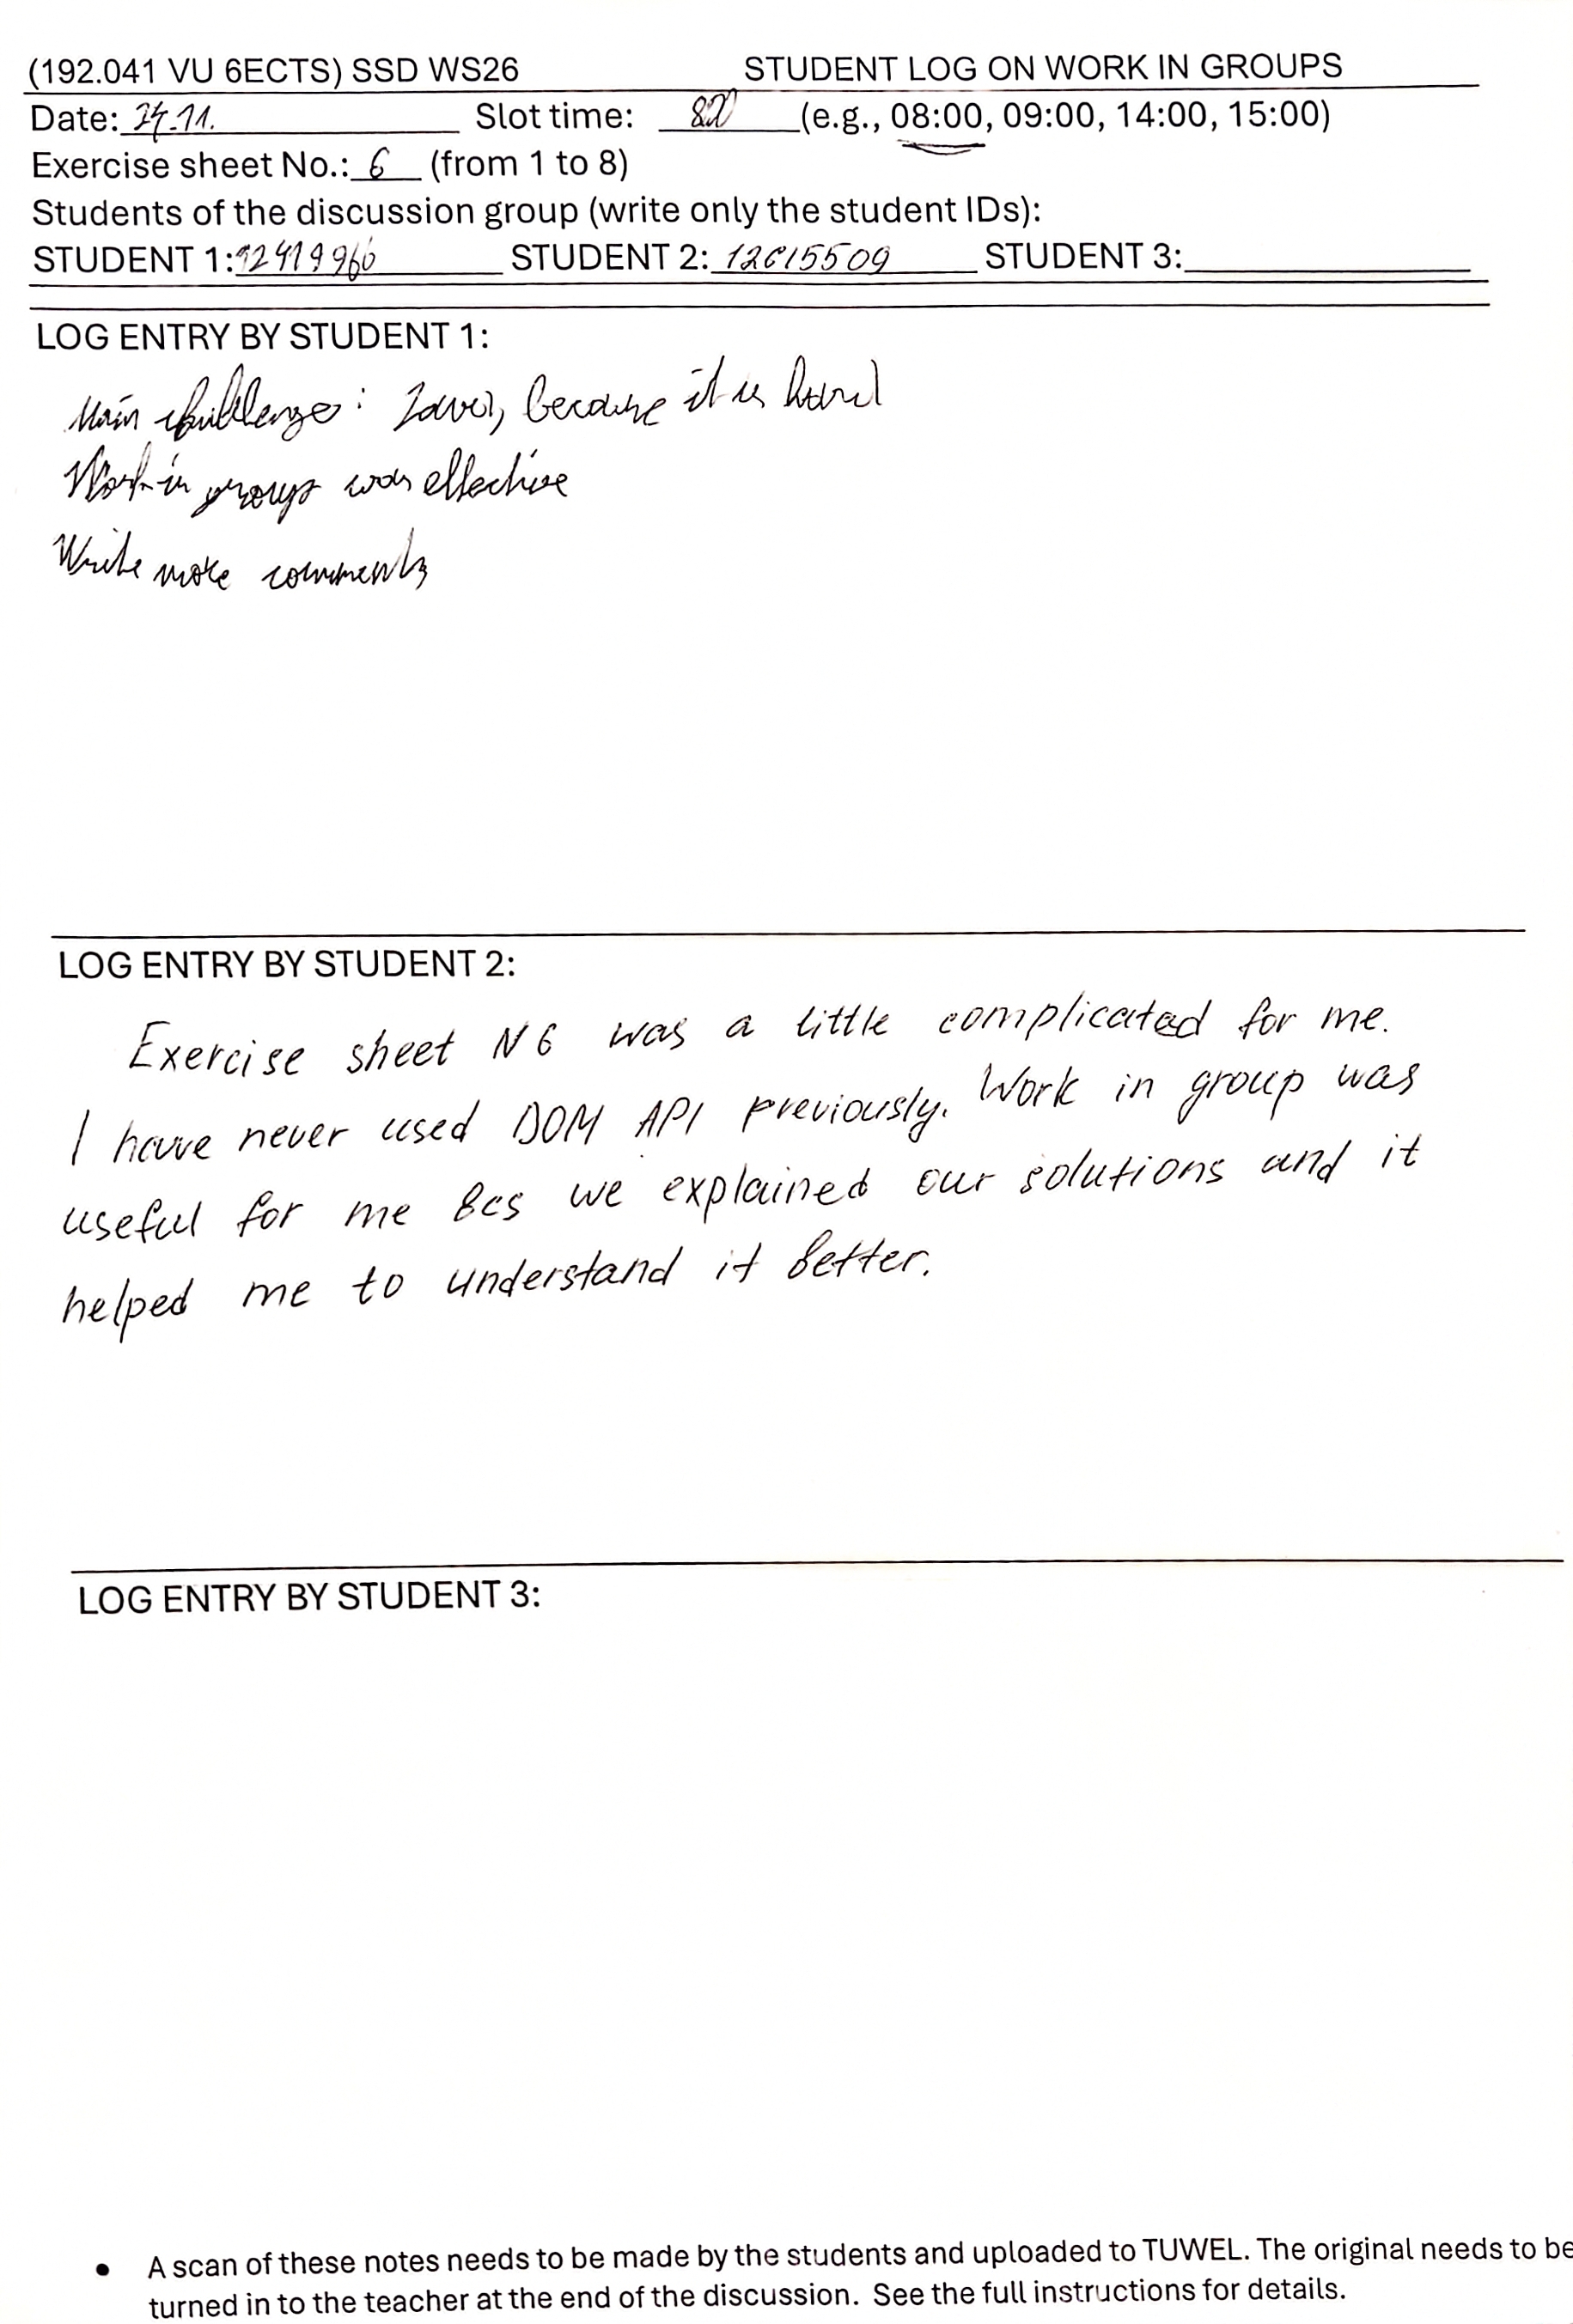 (192.041 VU 6ECTS) SSD WS26 STUDENT LOG ON WORK IN GROUPS
Date: 24.11. Slot time: 800 (e.g., 08:00, 09:00, 14:00, 15:00)
Exercise sheet No.: 6 (from 1 to 8)
Students of the discussion group (write only the student IDs):
STUDENT 1: STUDENT 2: STUDENT 3:
LOG ENTRY BY STUDENT 1:
Main challenge: because it is hard
Work in groups was effective
Write more comments
LOG ENTRY BY STUDENT 2:
Exercise sheet N6 was a little complicated for me.
I have never used DOM API previously. Work in group was
useful for me bcs we explained our solutions and it
helped me to understand it better.
LOG ENTRY BY STUDENT 3:
• A scan of these notes needs to be made by the students and uploaded to TUWEL. The original needs to be
turned in to the teacher at the end of the discussion. See the full instructions for details.